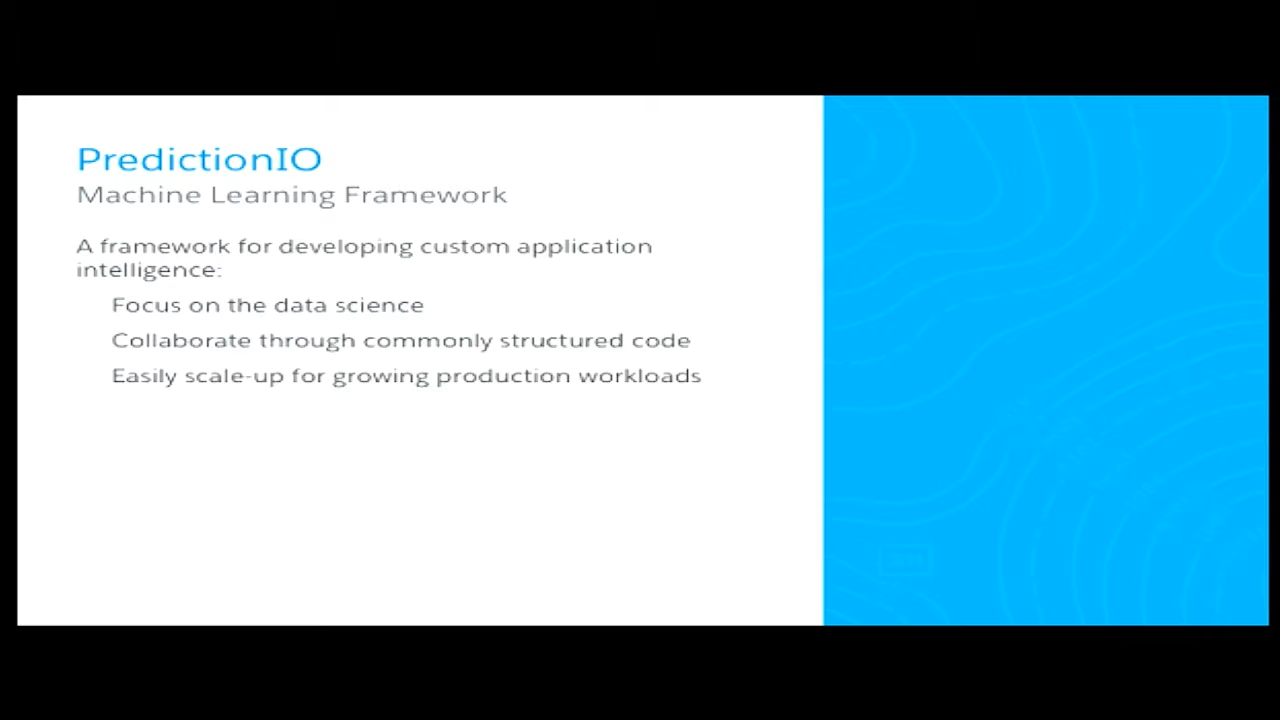 PredictionIO
Machine Learning Framework
A framework for developing custom application
intelligence:
Focus on the data science
Collaborate through commonly structured code
Easily scale-up for growing production workloads